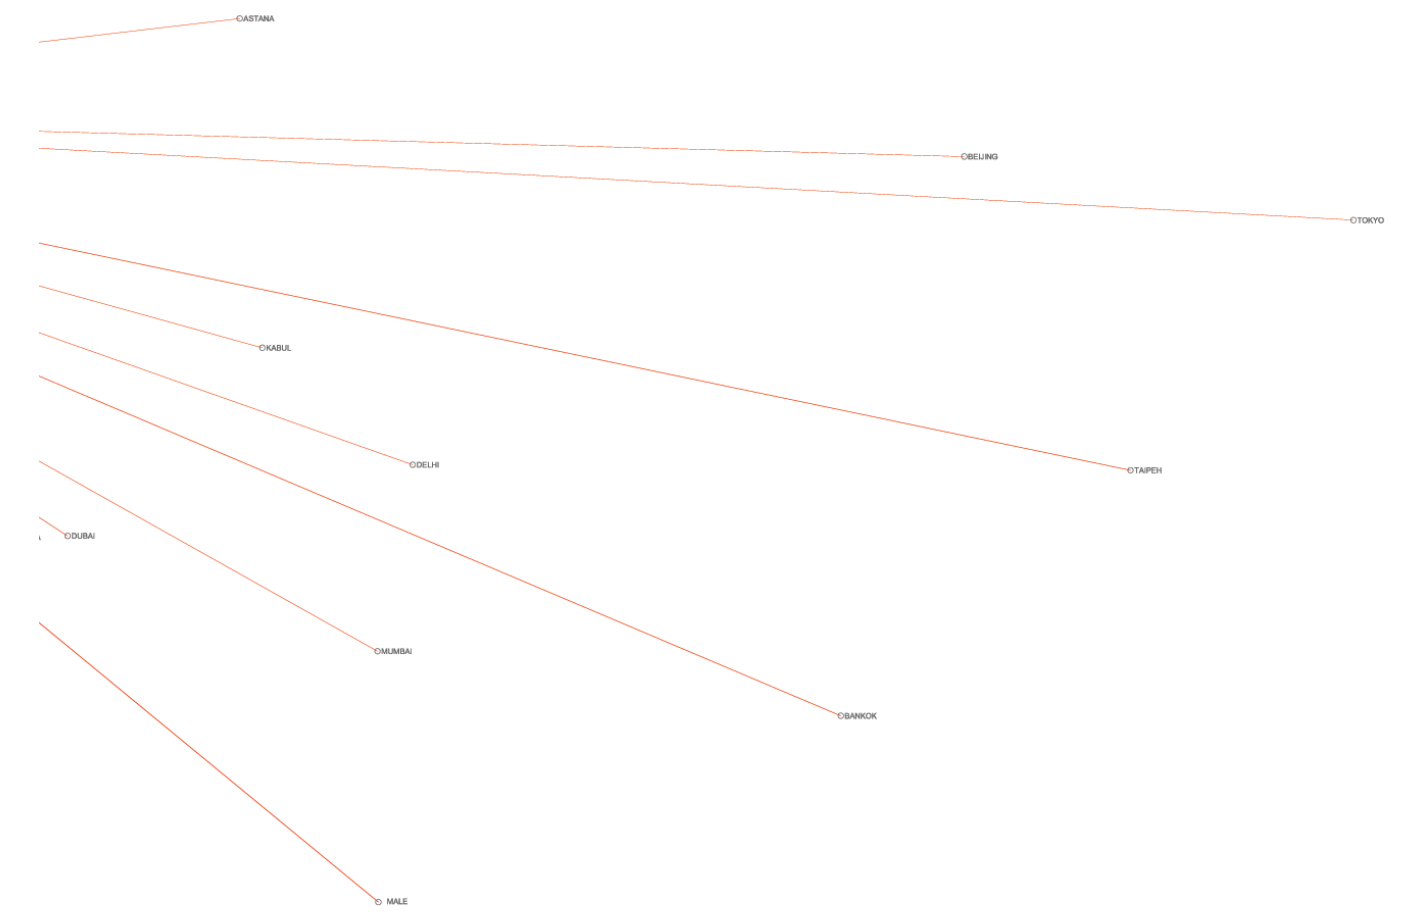 ASTANA
BEIJING
TOKYO
KABUL
DELHI
TAIPEH
DUBAI
MUMBAI
BANKOK
MALE